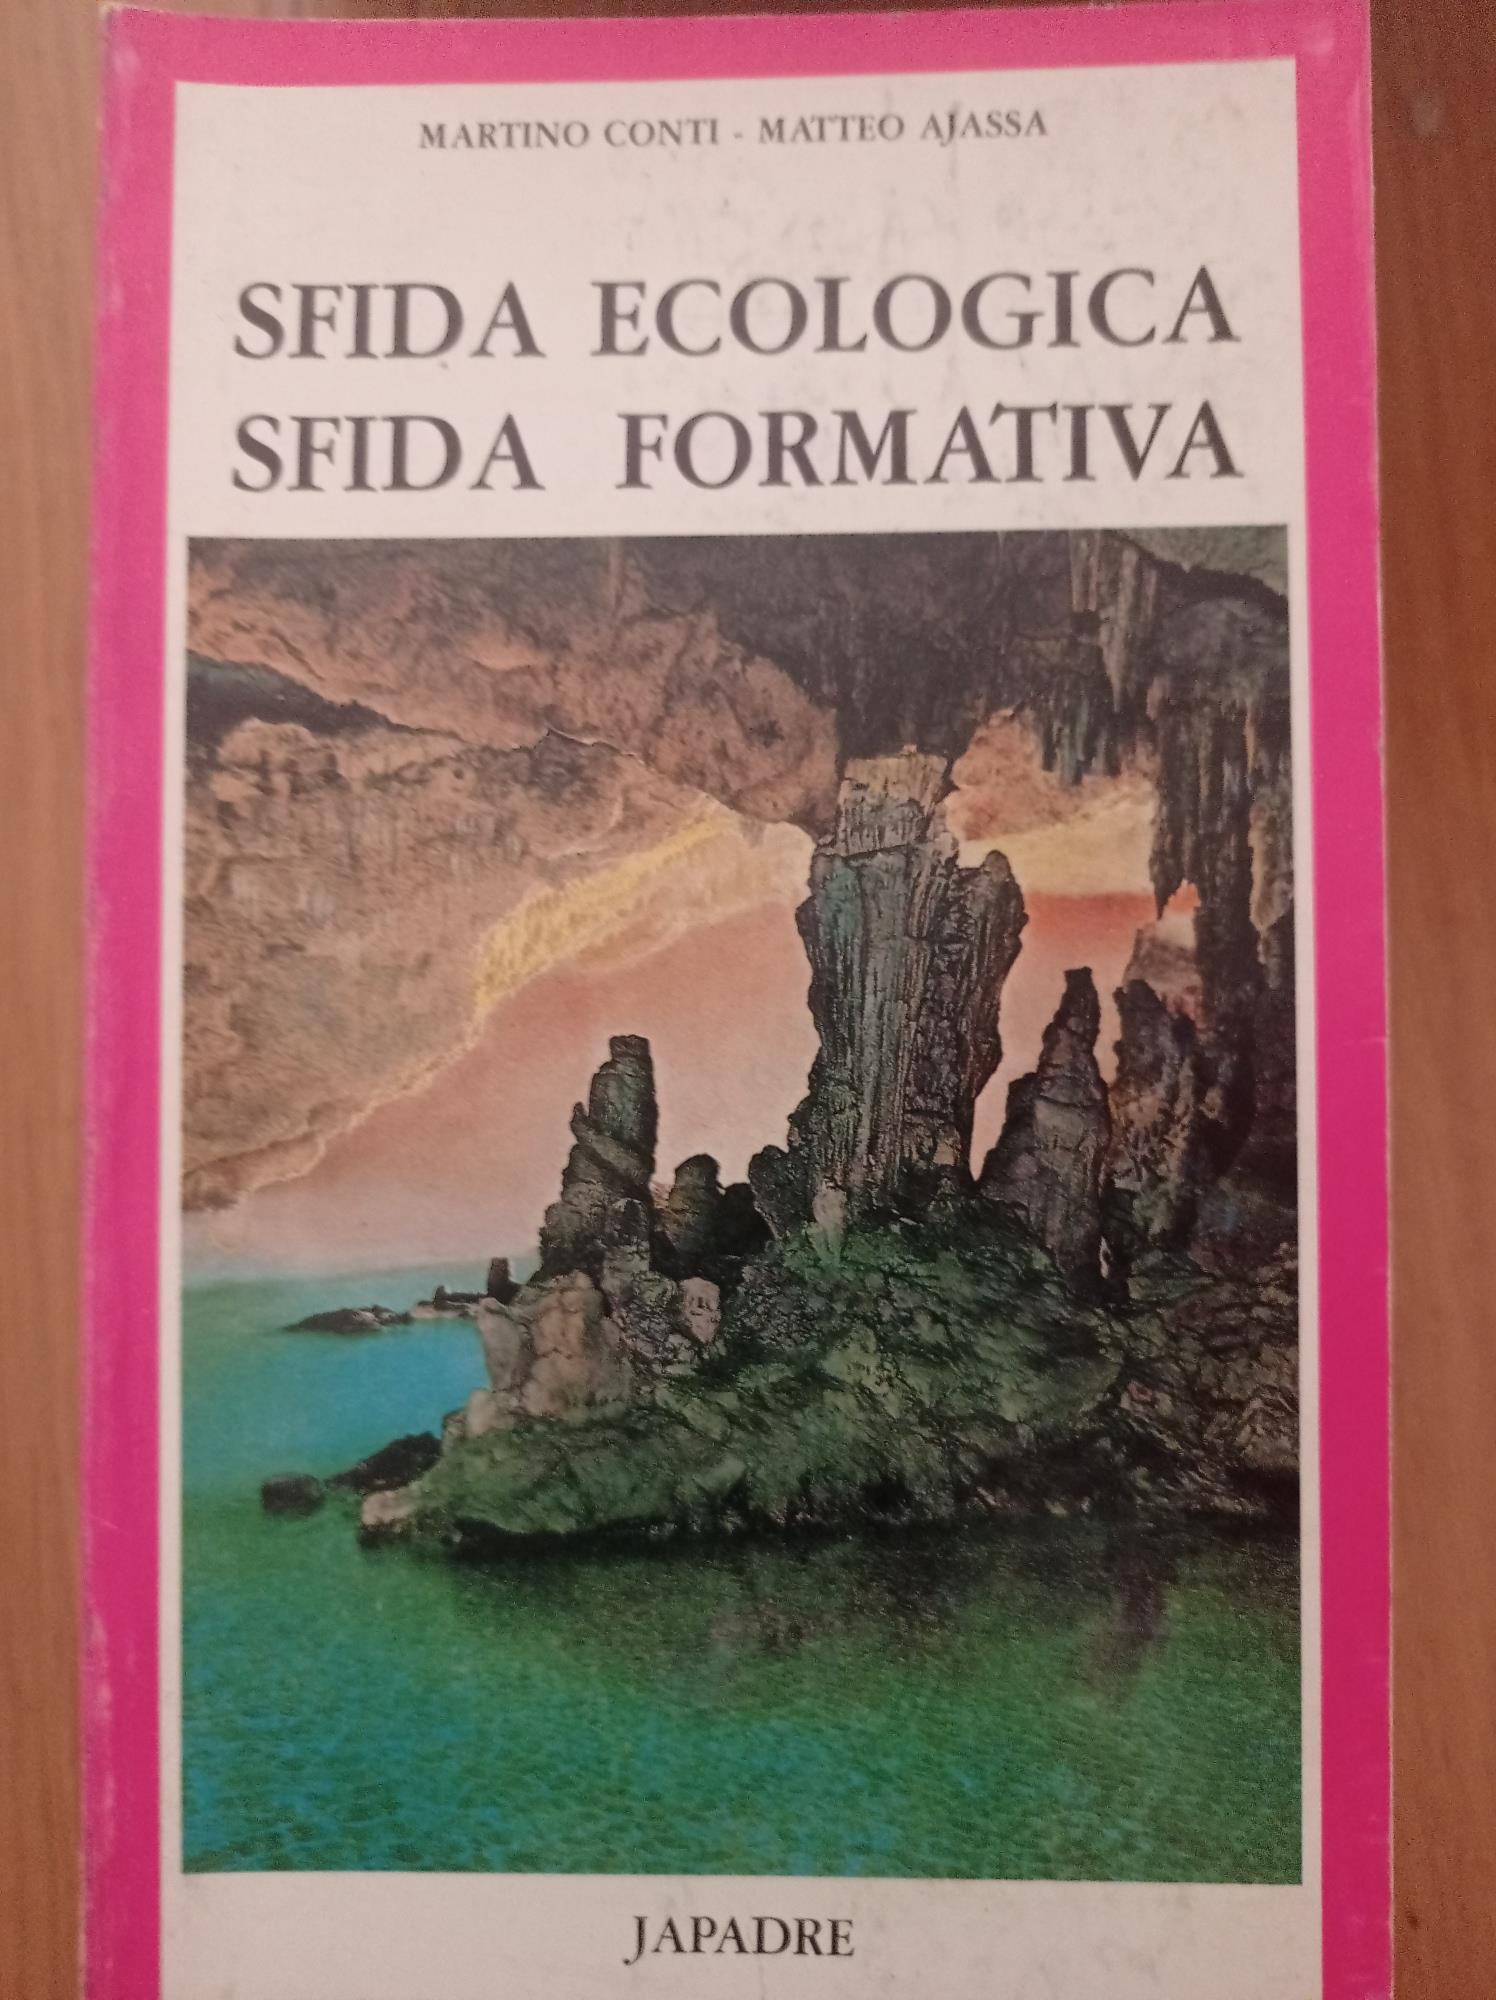 MARTINO CONTI - MATTEO AJASSA
SFIDA ECOLOGICA
SFIDA FORMATIVA
JAPADRE